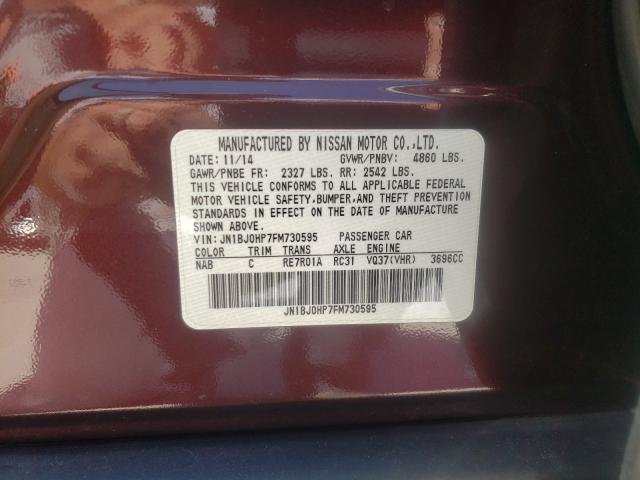 MANUFACTURED BY NISSAN MOTOR CO.,LTD.
DATE: 11/14 GVWR/PNBV: 4860 LBS.
GAWR/PNBE FR: 2327 LBS. RR: 2542 LBS.
THIS VEHICLE CONFORMS TO ALL APPLICABLE FEDERAL
MOTOR VEHICLE SAFETY,BUMPER,AND THEFT PREVENTION
STANDARDS IN EFFECT ON THE DATE OF MANUFACTURE
SHOWN ABOVE.
VIN: JN1BJ0HP7FM730595 PASSENGER CAR
COLOR TRIM TRANS AXLE ENGINE
NAB C RE7R01A RC31 VQ37(VHR) 3696CC
JN1BJ0HP7FM730595